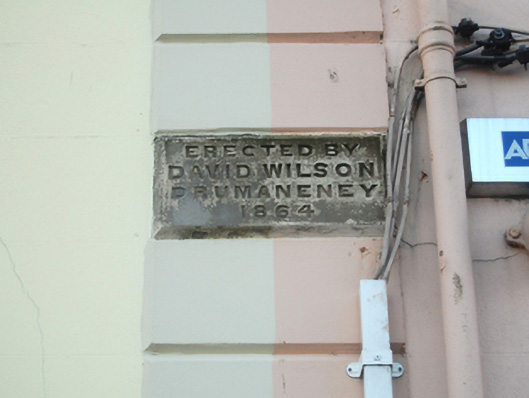 ERECTED BY
DAVID WILSON
DRUMANENEY
1864